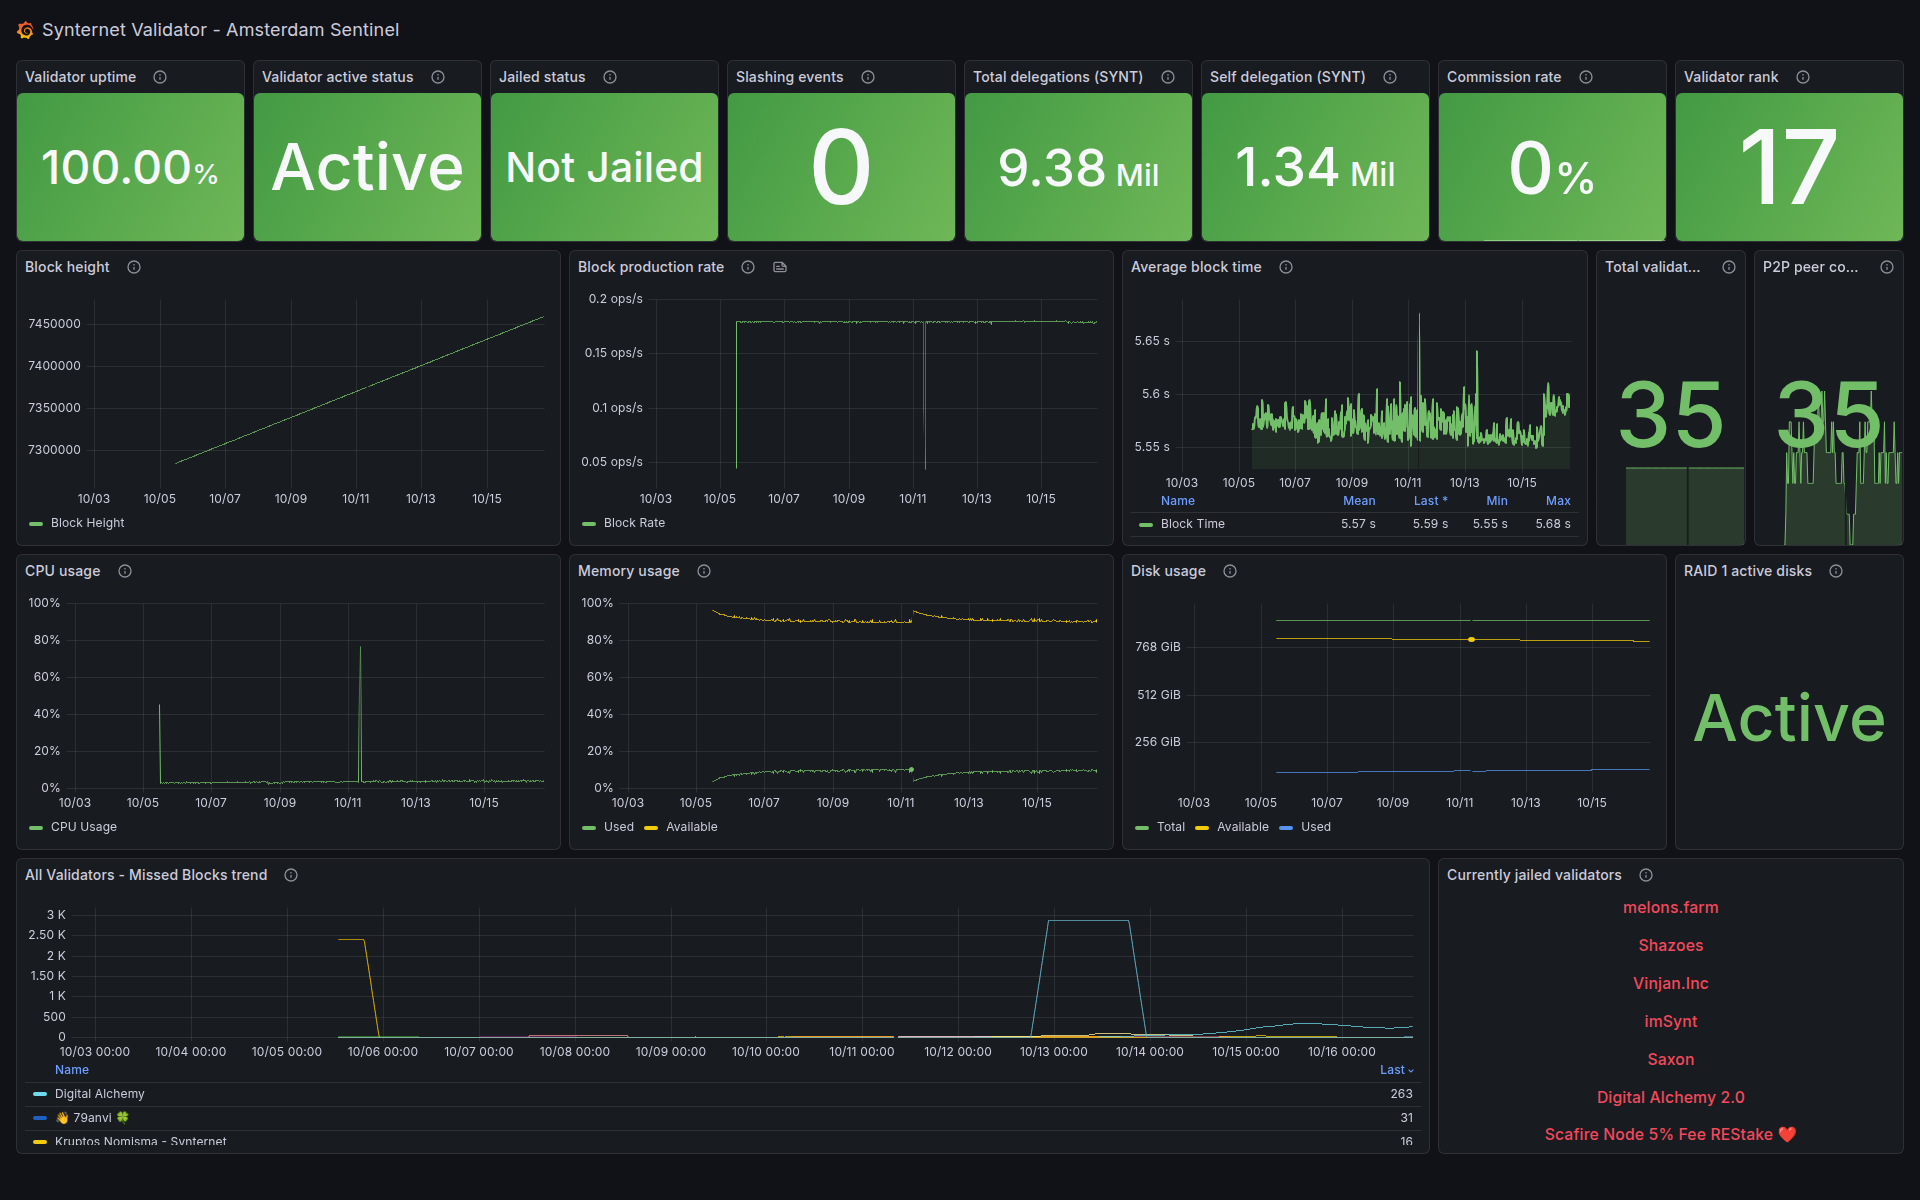 Synternet Validator - Amsterdam Sentinel
Validator uptime
100.00%
Validator active status
Active
Jailed status
Not Jailed
Slashing events
0
Total delegations (SYNT)
9.38 Mil
Self delegation (SYNT)
1.34 Mil
Commission rate
0%
Validator rank
17
Block height
7450000
7400000
7350000
7300000
10/03 10/05 10/07 10/09 10/11 10/13 10/15
Block Height
Block production rate
0.2 ops/s
0.15 ops/s
0.1 ops/s
0.05 ops/s
10/03 10/05 10/07 10/09 10/11 10/13 10/15
Block Rate
Average block time
5.65 s
5.6 s
5.55 s
10/03 10/05 10/07 10/09 10/11 10/13 10/15
Name Mean Last * Min Max
Block Time 5.57 s 5.59 s 5.55 s 5.68 s
Total validat...
35
P2P peer co...
35
CPU usage
100%
80%
60%
40%
20%
0%
10/03 10/05 10/07 10/09 10/11 10/13 10/15
CPU Usage
Memory usage
100%
80%
60%
40%
20%
0%
10/03 10/05 10/07 10/09 10/11 10/13 10/15
Used Available
Disk usage
768 GiB
512 GiB
256 GiB
10/03 10/05 10/07 10/09 10/11 10/13 10/15
Total Available Used
RAID 1 active disks
Active
All Validators - Missed Blocks trend
3 K
2.50 K
2 K
1.50 K
1 K
500
0
10/03 00:00 10/04 00:00 10/05 00:00 10/06 00:00 10/07 00:00 10/08 00:00 10/09 00:00 10/10 00:00 10/11 00:00 10/12 00:00 10/13 00:00 10/14 00:00 10/15 00:00 10/16 00:00
Name Last
Digital Alchemy 263
👋 79anvi 🍀 31
Kruptos Nomisma - Synternet 16
Currently jailed validators
melons.farm
Shazoes
Vinjan.Inc
imSynt
Saxon
Digital Alchemy 2.0
Scafire Node 5% Fee REStake ❤️